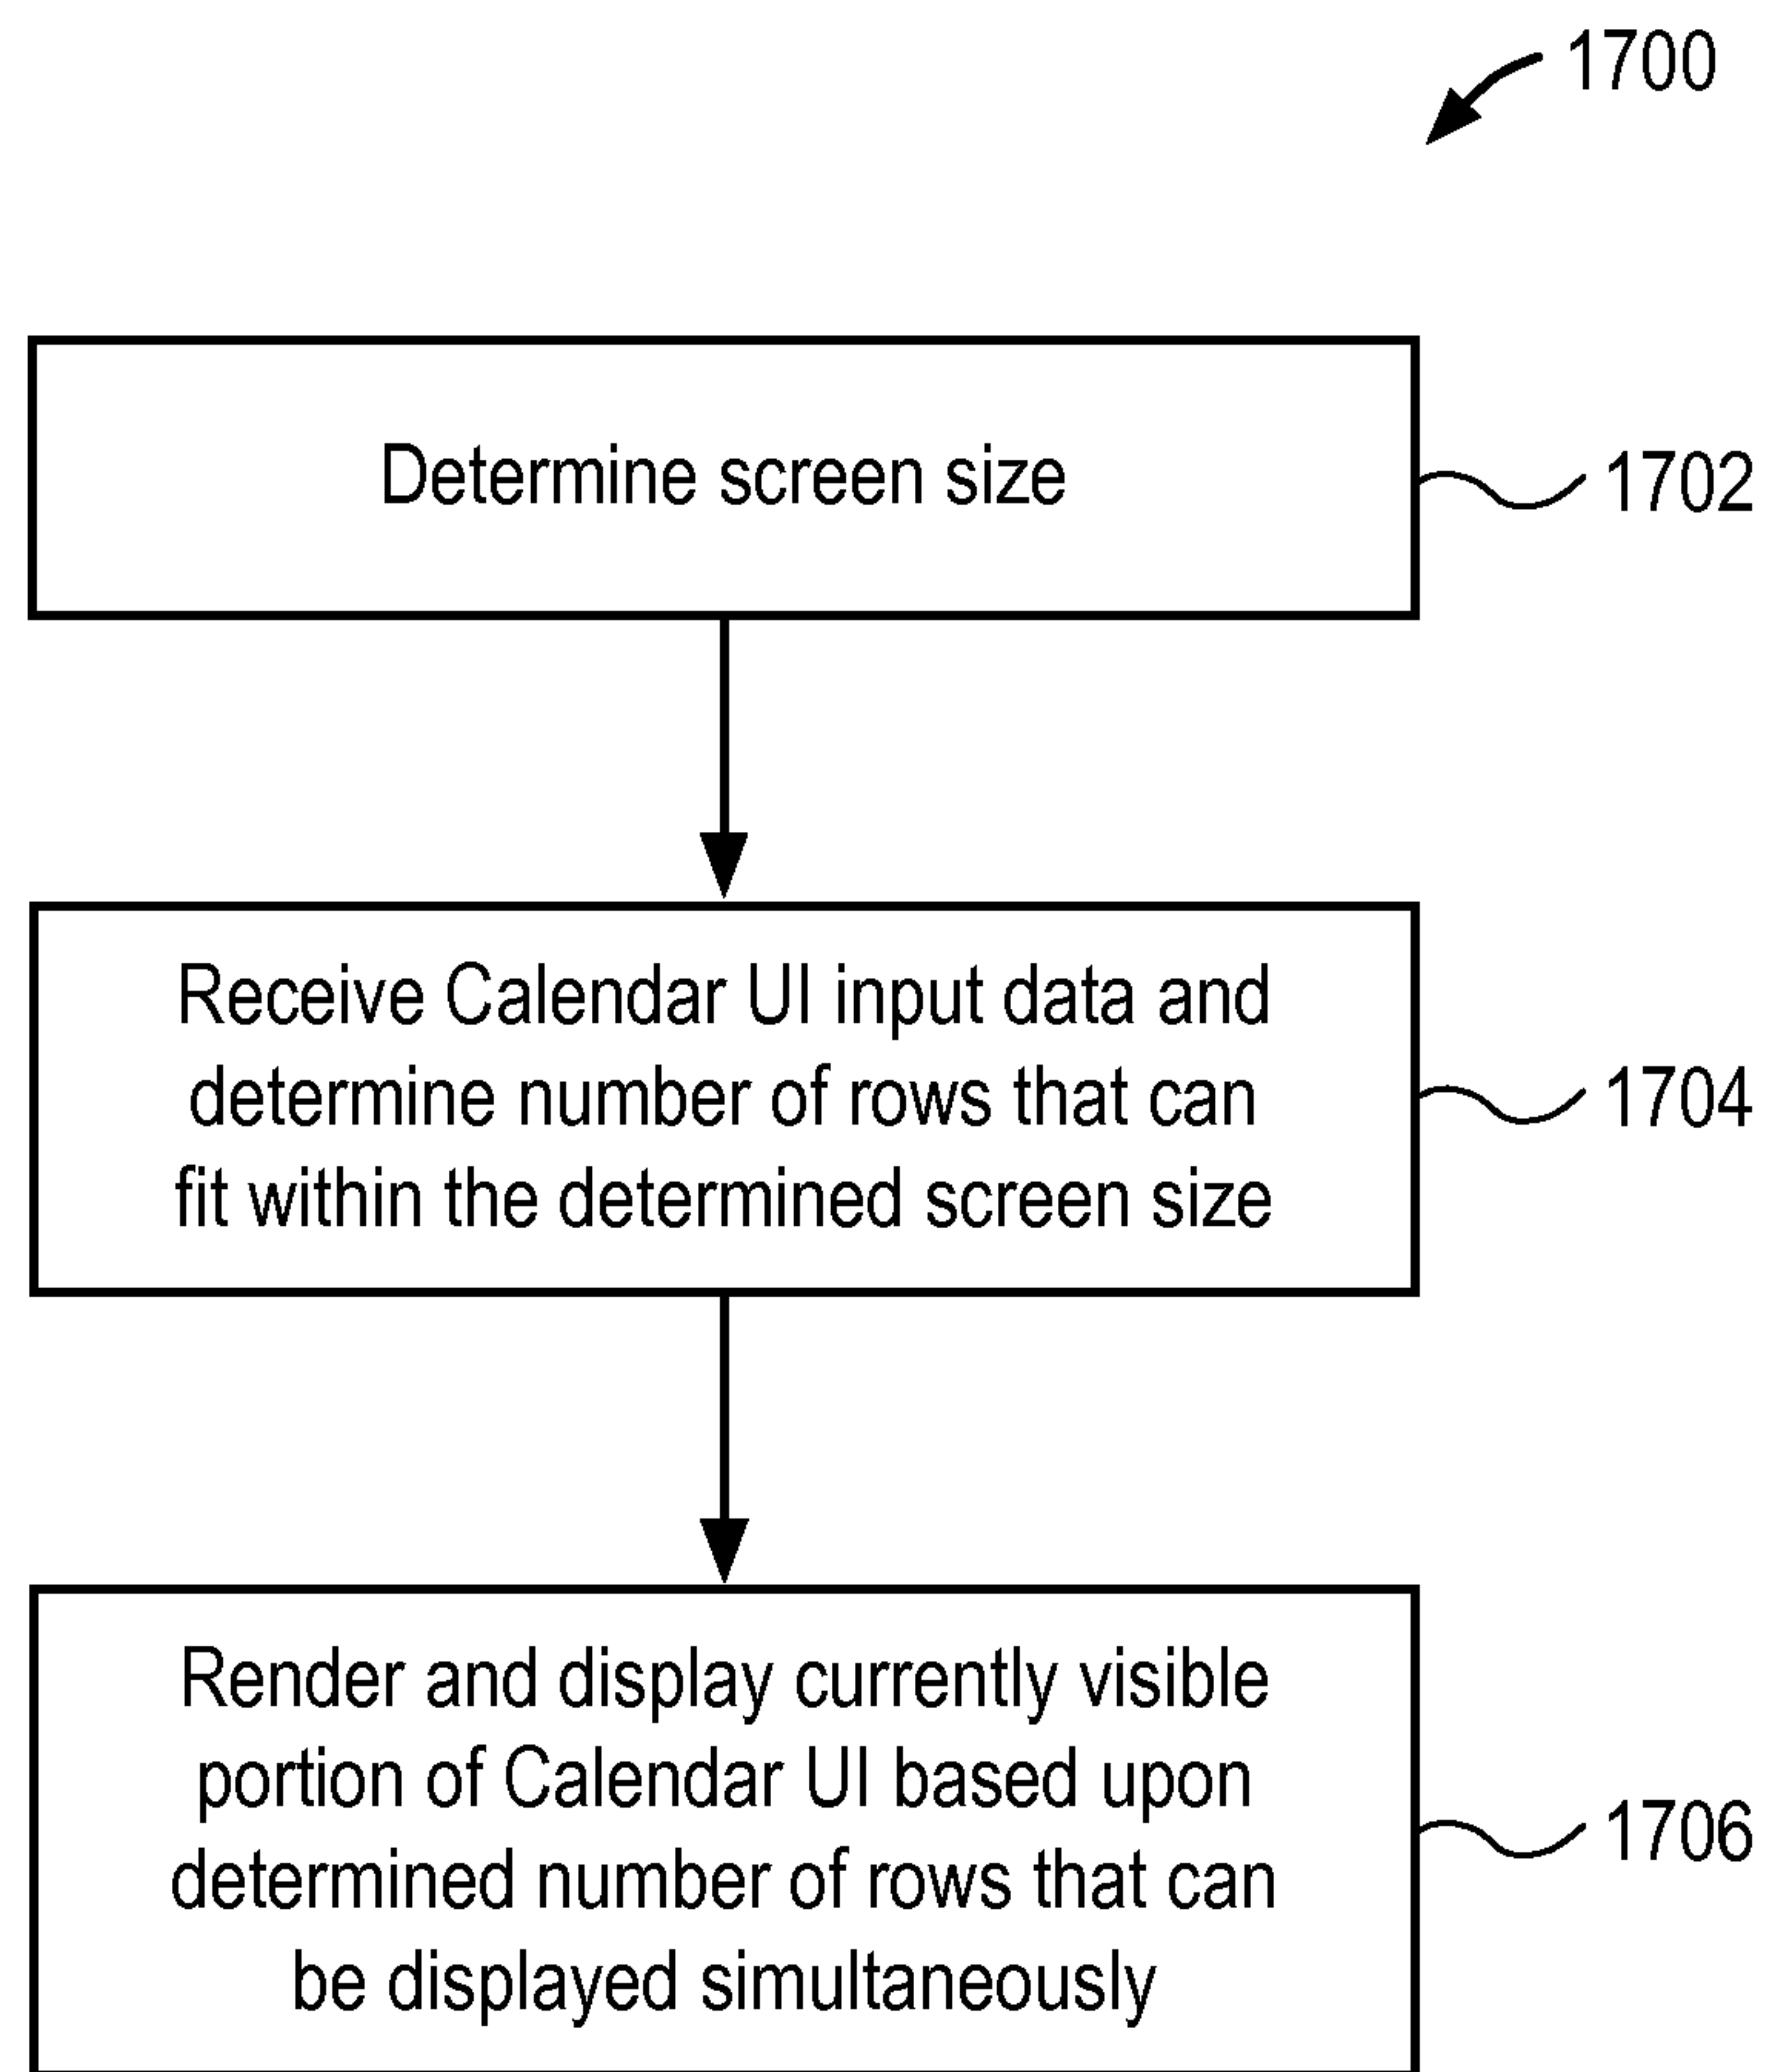 1700
Determine screen size
1702
Receive Calendar UI input data and
determine number of rows that can
fit within the determined screen size
1704
Render and display currently visible
portion of Calendar UI based upon
determined number of rows that can
be displayed simultaneously
1706